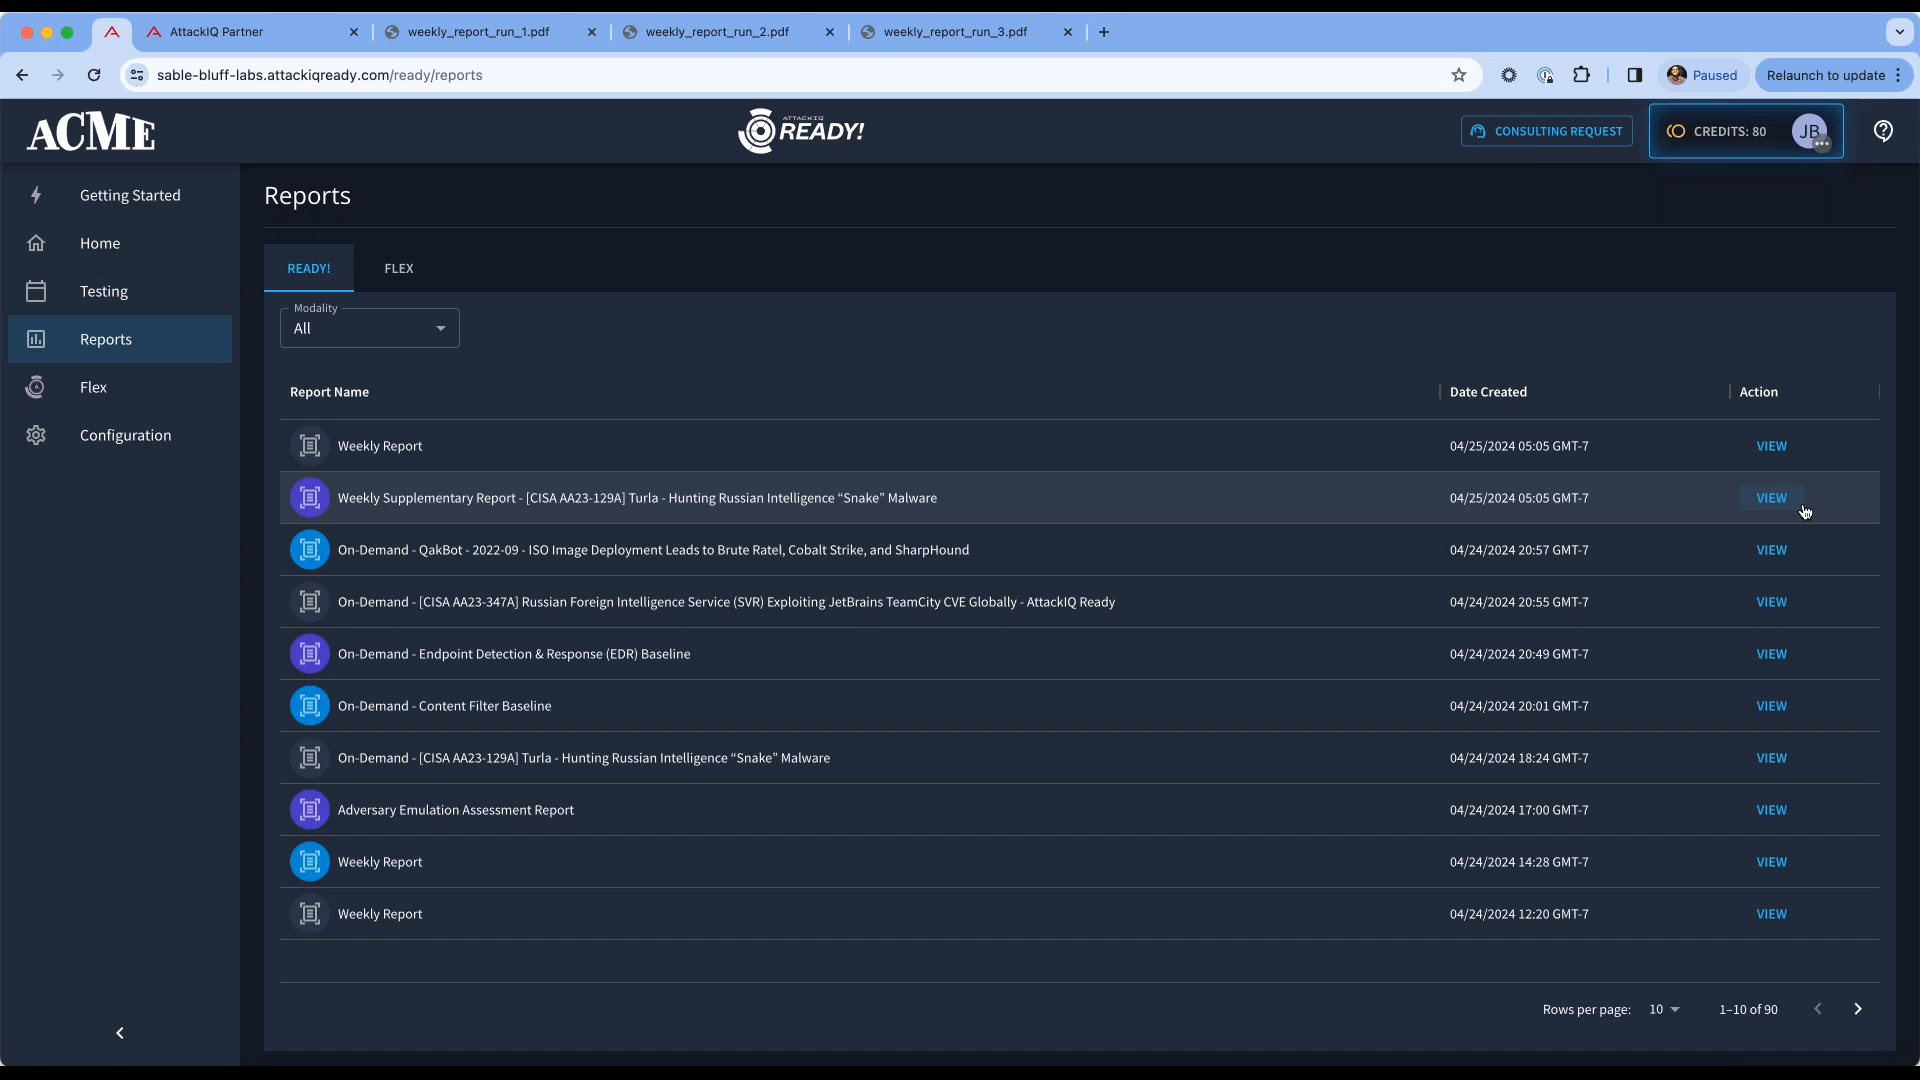 AttackIQ Partner
weekly_report_run_1.pdf
weekly_report_run_2.pdf
weekly_report_run_3.pdf
sable-bluff-labs.attackiqready.com/ready/reports
Paused
Relaunch to update
ACME
ATTACKIQ
READY!
CONSULTING REQUEST
CREDITS: 80
JB
Getting Started
Home
Testing
Reports
Flex
Configuration
Reports
READY!
FLEX
Modality
All
Report Name
Date Created
Action
Weekly Report
04/25/2024 05:05 GMT-7
VIEW
Weekly Supplementary Report - [CISA AA23-129A] Turla - Hunting Russian Intelligence “Snake” Malware
04/25/2024 05:05 GMT-7
VIEW
On-Demand - QakBot - 2022-09 - ISO Image Deployment Leads to Brute Ratel, Cobalt Strike, and SharpHound
04/24/2024 20:57 GMT-7
VIEW
On-Demand - [CISA AA23-347A] Russian Foreign Intelligence Service (SVR) Exploiting JetBrains TeamCity CVE Globally - AttackIQ Ready
04/24/2024 20:55 GMT-7
VIEW
On-Demand - Endpoint Detection & Response (EDR) Baseline
04/24/2024 20:49 GMT-7
VIEW
On-Demand - Content Filter Baseline
04/24/2024 20:01 GMT-7
VIEW
On-Demand - [CISA AA23-129A] Turla - Hunting Russian Intelligence “Snake” Malware
04/24/2024 18:24 GMT-7
VIEW
Adversary Emulation Assessment Report
04/24/2024 17:00 GMT-7
VIEW
Weekly Report
04/24/2024 14:28 GMT-7
VIEW
Weekly Report
04/24/2024 12:20 GMT-7
VIEW
Rows per page: 10
1–10 of 90